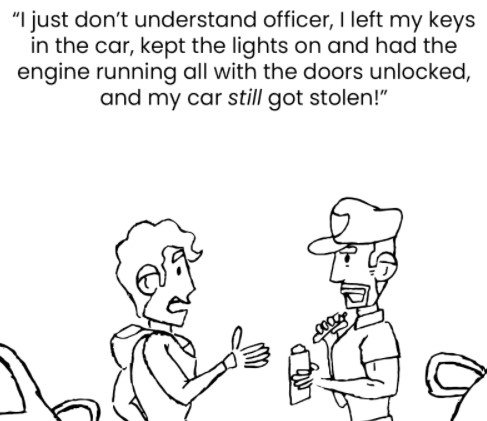 “I just don’t understand officer, I left my keys
in the car, kept the lights on and had the
engine running all with the doors unlocked,
and my car still got stolen!”